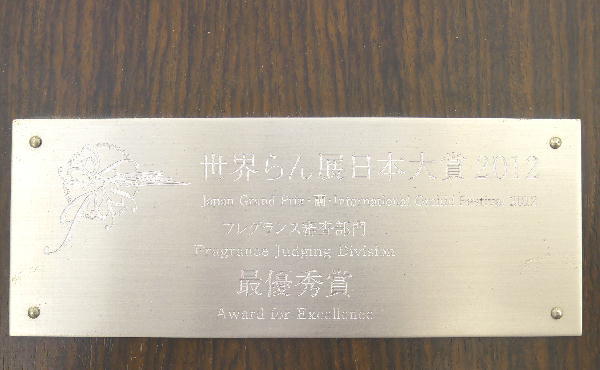 世界らん展日本大賞2012
Japan Grand Prix・蘭・International Orchid Festival 2012
フレグランス審査部門
Fragrance Judging Division
最優秀賞
Award for Excellence